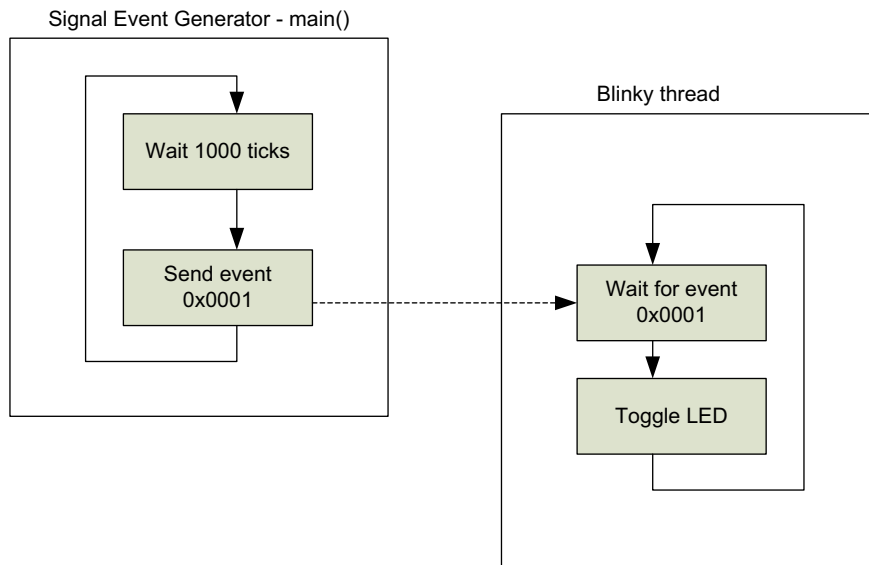 Signal Event Generator - main()
Wait 1000 ticks
Send event
0x0001
Blinky thread
Wait for event
0x0001
Toggle LED